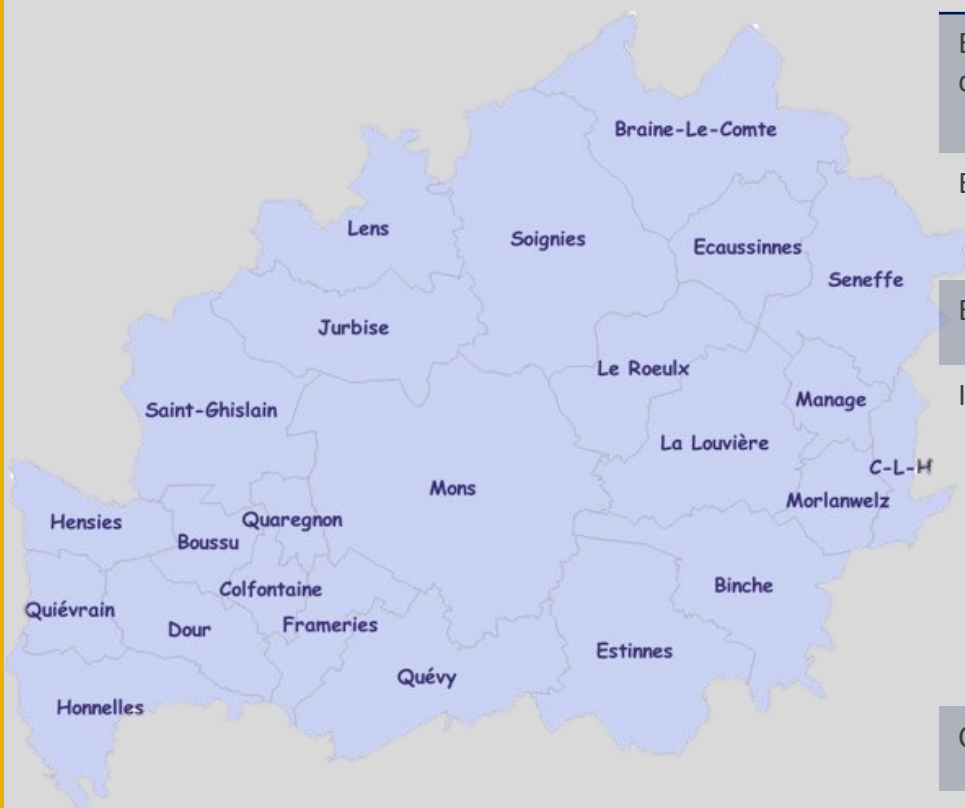 Braine-Le-Comte
Lens
Soignies
Ecaussinnes
Seneffe
Jurbise
Le Roeulx
Manage
Saint-Ghislain
La Louvière
C-L-H
Mons
Morlanwelz
Hensies
Quaregnon
Boussu
Colfontaine
Binche
Quiévrain
Dour
Frameries
Estinnes
Quévy
Honnelles